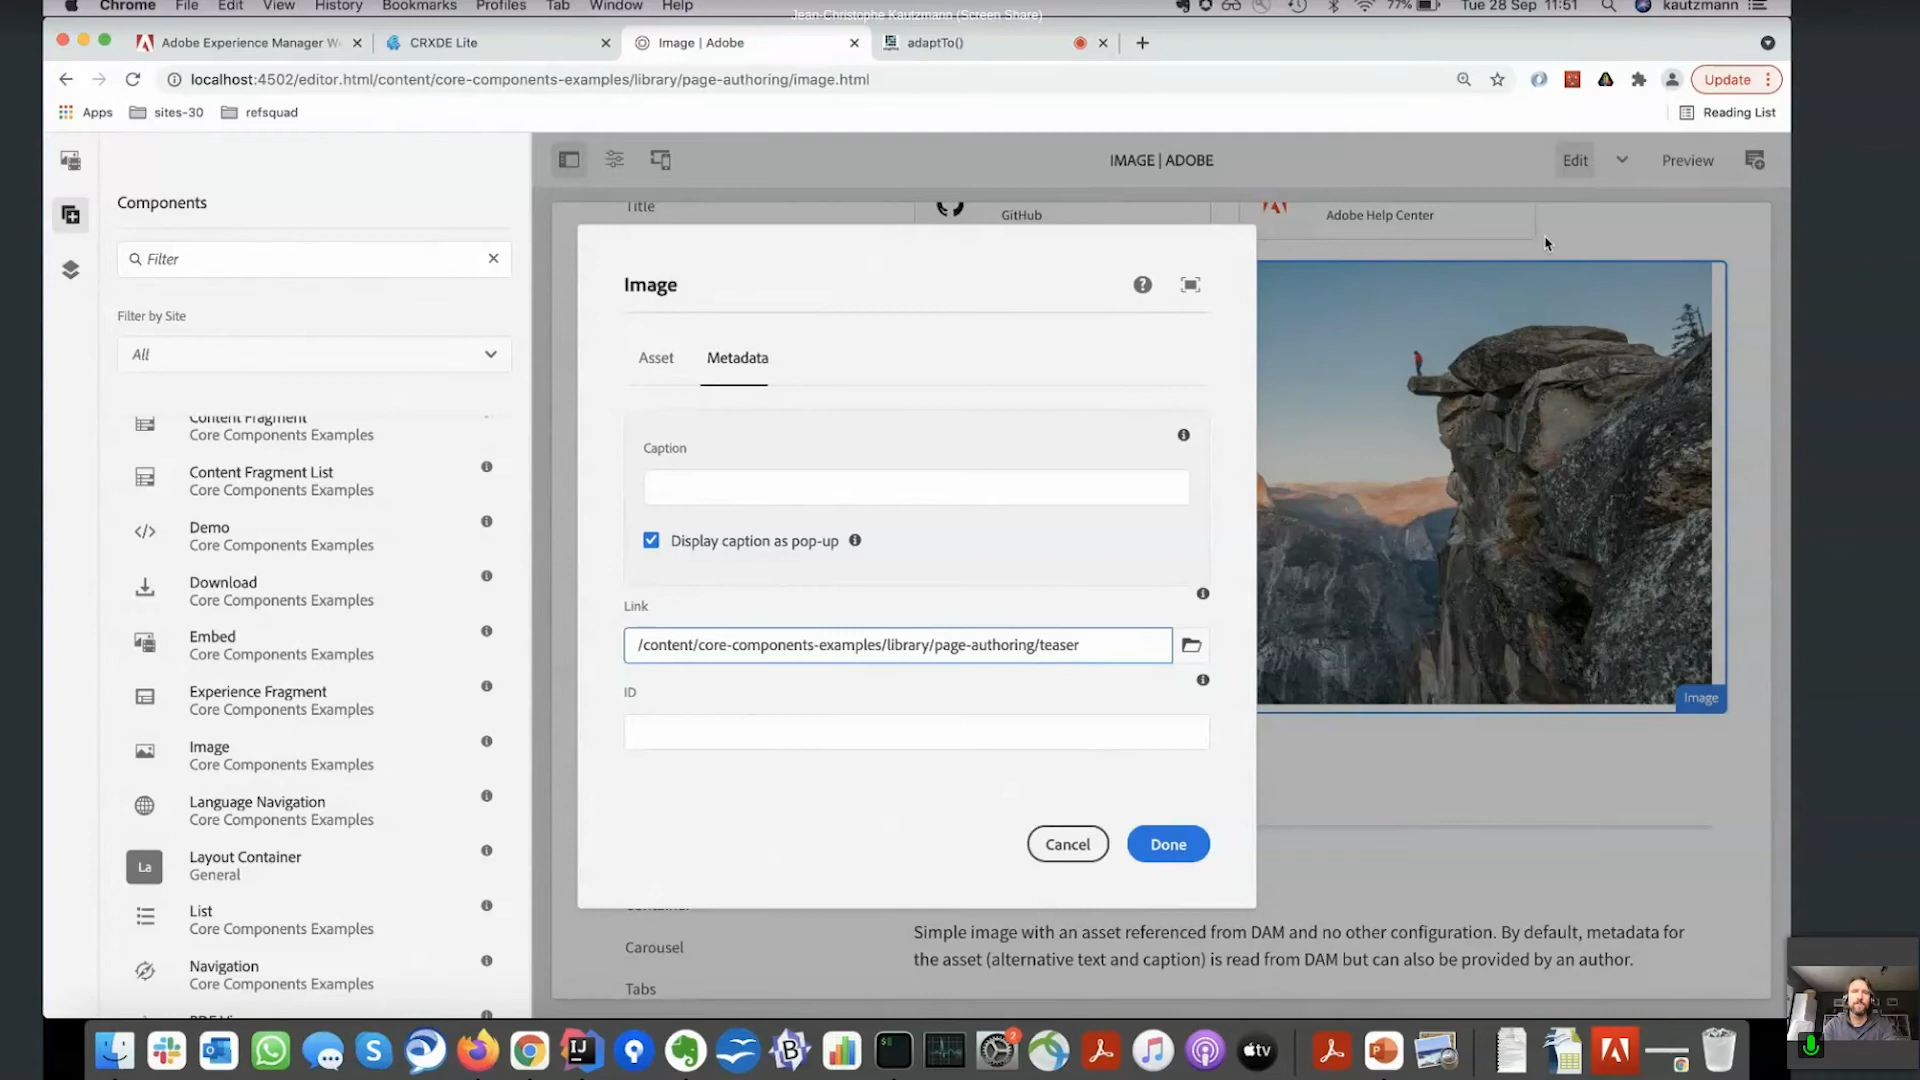 Chrome File Edit View History Bookmarks Profiles Tab Window Help
Jean-Christophe Kautzmann (Screen Share)
77% Tue 28 Sep 11:51 kautzmann
Adobe Experience Manager We
CRXDE Lite
Image | Adobe
adaptTo()
localhost:4502/editor.html/content/core-components-examples/library/page-authoring/image.html
Update
Apps
sites-30
refsquad
Reading List
Components
Filter
Filter by Site
All
Content Fragment
Core Components Examples
Content Fragment List
Core Components Examples
Demo
Core Components Examples
Download
Core Components Examples
Embed
Core Components Examples
Experience Fragment
Core Components Examples
Image
Core Components Examples
Language Navigation
Core Components Examples
La
Layout Container
General
List
Core Components Examples
Navigation
Core Components Examples
IMAGE | ADOBE
Edit
Preview
Title
GitHub
Adobe Help Center
Image
Asset
Metadata
Caption
Display caption as pop-up
Link
/content/core-components-examples/library/page-authoring/teaser
ID
Cancel
Done
Image
Container
Carousel
Tabs
Simple image with an asset referenced from DAM and no other configuration. By default, metadata for
the asset (alternative text and caption) is read from DAM but can also be provided by an author.
2
tv